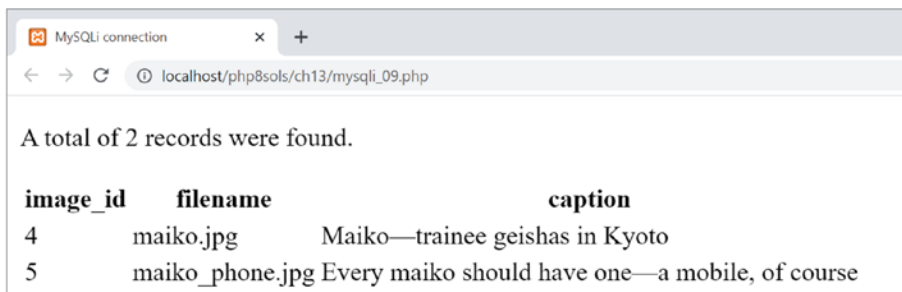 MySQLi connection
localhost/php8sols/ch13/mysqli_09.php
A total of 2 records were found.
image_id filename caption
4 maiko.jpg Maiko—trainee geishas in Kyoto
5 maiko_phone.jpg Every maiko should have one—a mobile, of course